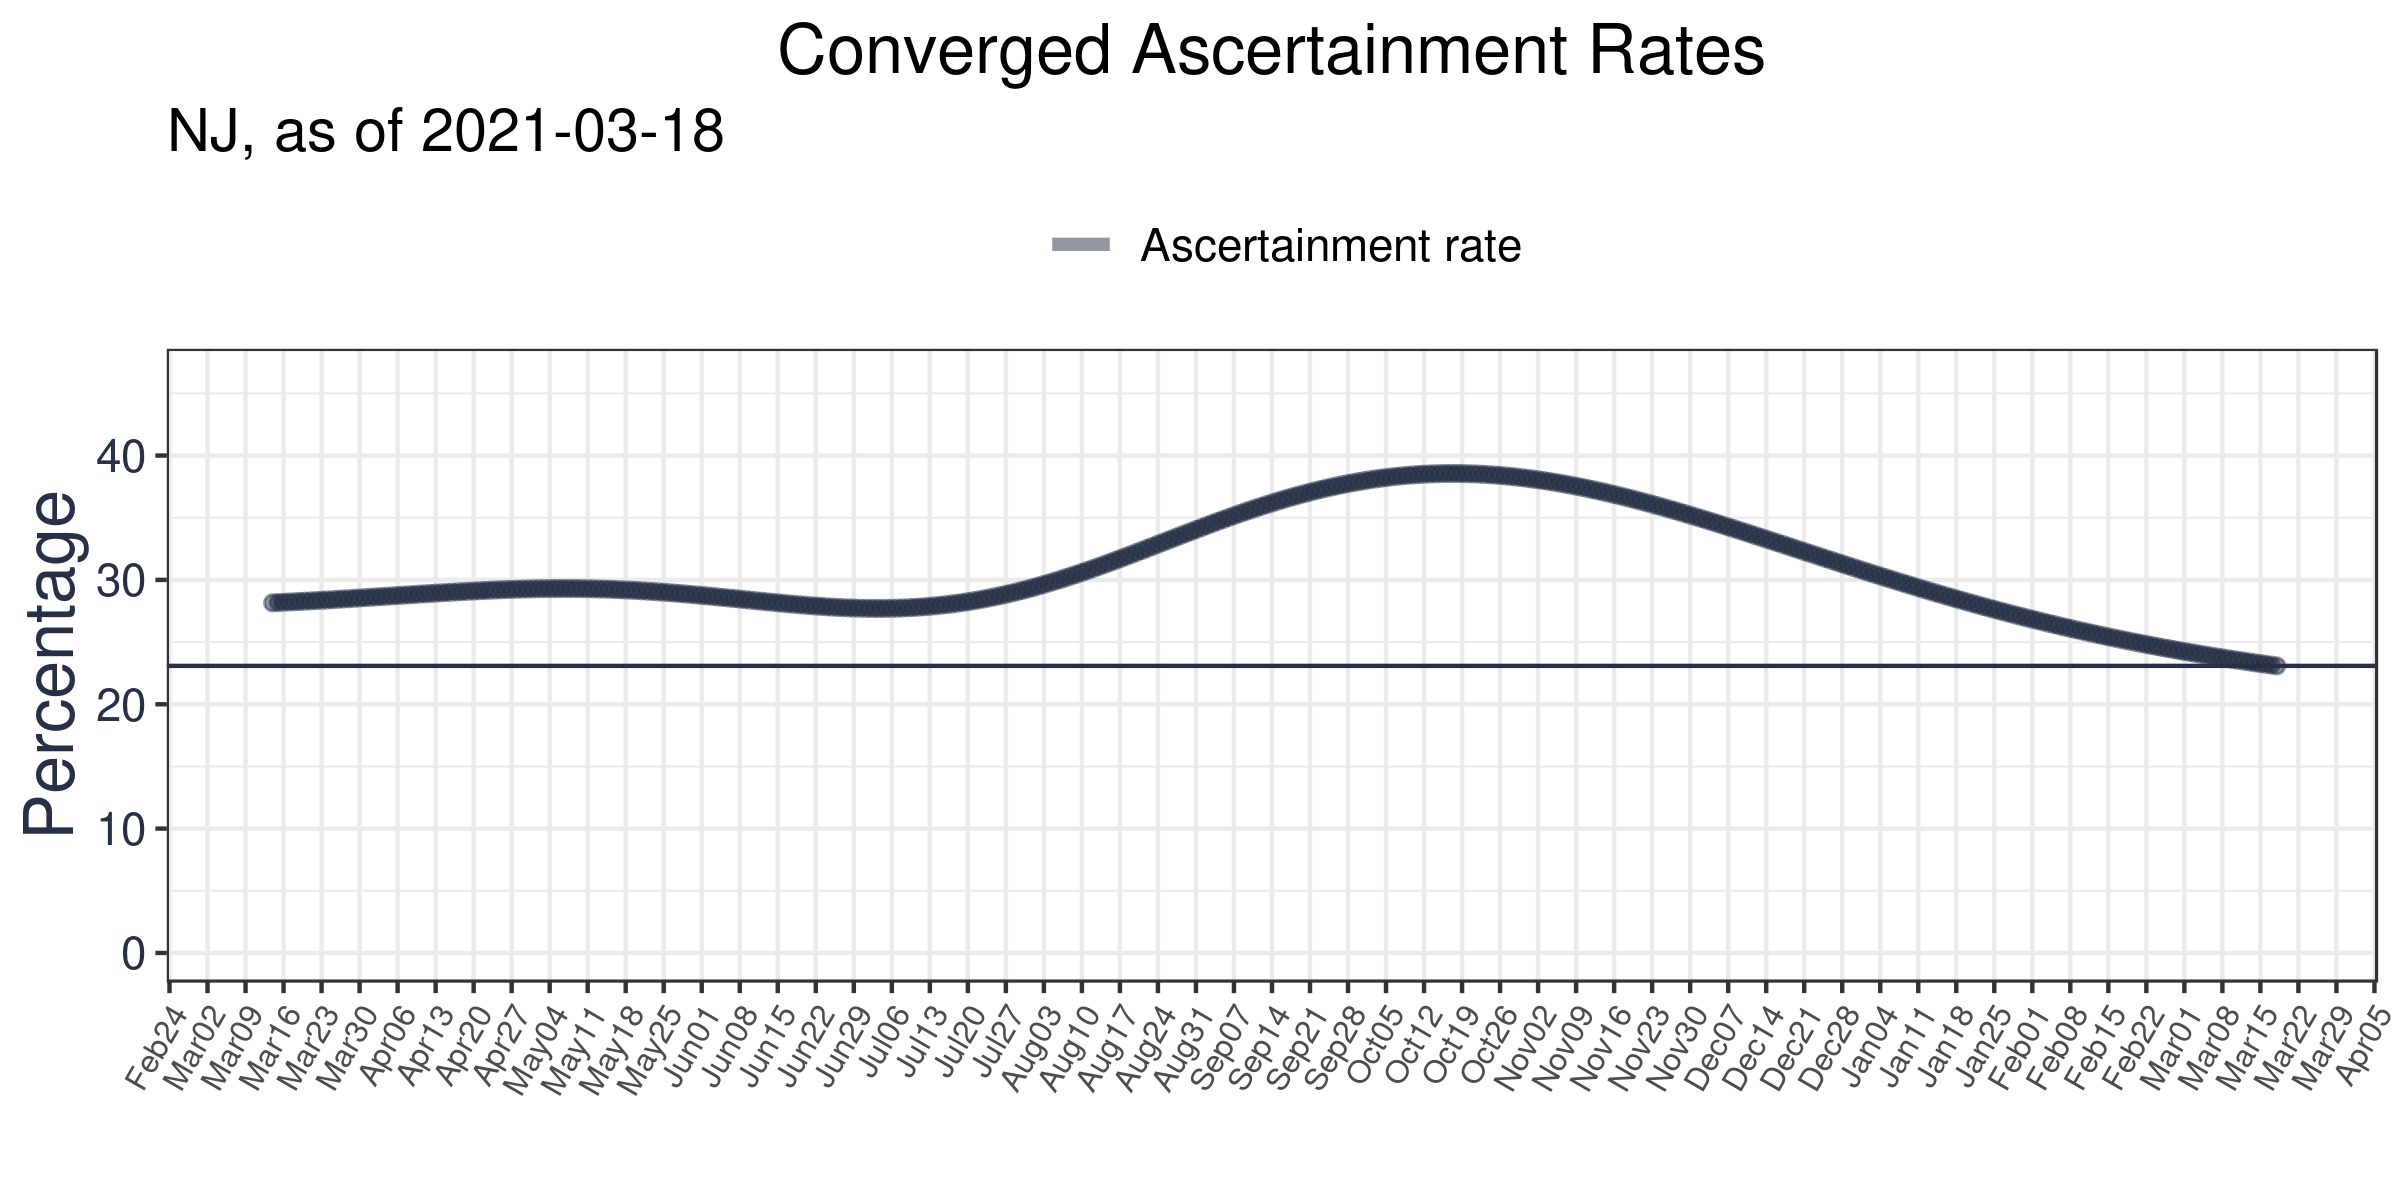 Converged Ascertainment Rates
NJ, as of 2021-03-18
Ascertainment rate
Percentage
40
30
20
10
0
Feb24
Mar02
Mar09
Mar16
Mar23
Mar30
Apr06
Apr13
Apr20
Apr27
May04
May11
May18
May25
Jun01
Jun08
Jun15
Jun22
Jun29
Jul06
Jul13
Jul20
Jul27
Aug03
Aug10
Aug17
Aug24
Aug31
Sep07
Sep14
Sep21
Sep28
Oct05
Oct12
Oct19
Oct26
Nov02
Nov09
Nov16
Nov23
Nov30
Dec07
Dec14
Dec21
Dec28
Jan04
Jan11
Jan18
Jan25
Feb01
Feb08
Feb15
Feb22
Mar01
Mar08
Mar15
Mar22
Mar29
Apr05